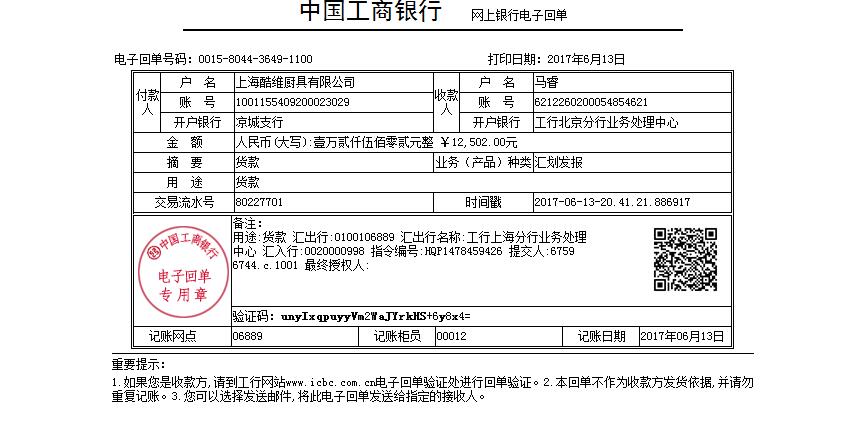 中国工商银行 网上银行电子回单
电子回单号码：0015-8044-3649-1100 打印日期：2017年6月13日
付款人 户 名 上海酷维厨具有限公司 收款人 户 名 马睿
账 号 1001155409200023029 账 号 6212260200054854621
开户银行 凉城支行 开户银行 工行北京分行业务处理中心
金 额 人民币(大写):壹万贰仟伍佰零贰元整 ￥12,502.00元
摘 要 货款 业务（产品）种类 汇划发报
用 途 货款
交易流水号 80227701 时间戳 2017-06-13-20.41.21.886917
中国工商银行
电子回单
专用章
备注：
用途:货款 汇出行:0100106889 汇出行名称:工行上海分行业务处理
中心 汇入行:0020000998 指令编号:HQP1478459426 提交人:6759
6744.c.1001 最终授权人:
验证码：unyIxqpuyyVm2WaJYrkHS+6y8x4=
记账网点 06889 记账柜员 00012 记账日期 2017年06月13日
重要提示：
1.如果您是收款方,请到工行网站www.icbc.com.cn电子回单验证处进行回单验证。2.本回单不作为收款方发货依据,并请勿
重复记账。3.您可以选择发送邮件,将此电子回单发送给指定的接收人。